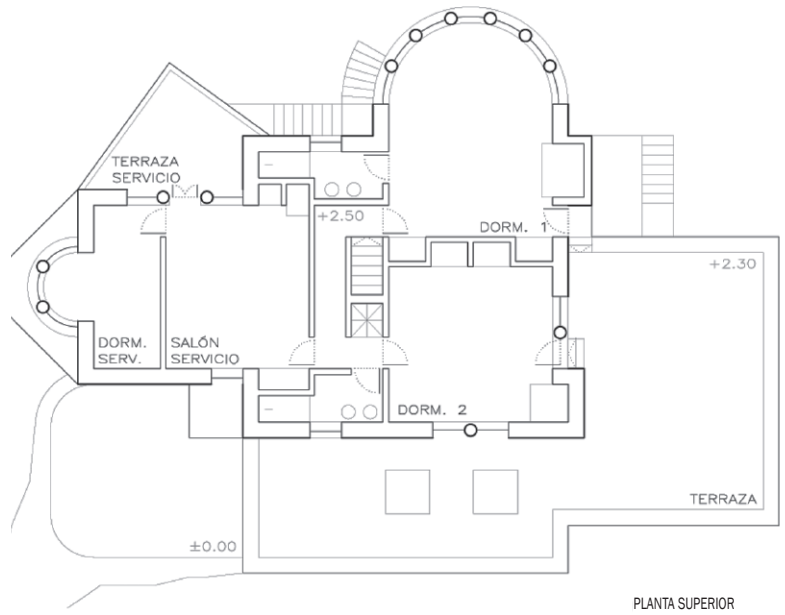 TERRAZA
SERVICIO
+2.50
DORM. 1
+2.30
DORM.
SERV.
SALÓN
SERVICIO
DORM. 2
TERRAZA
±0.00
PLANTA SUPERIOR